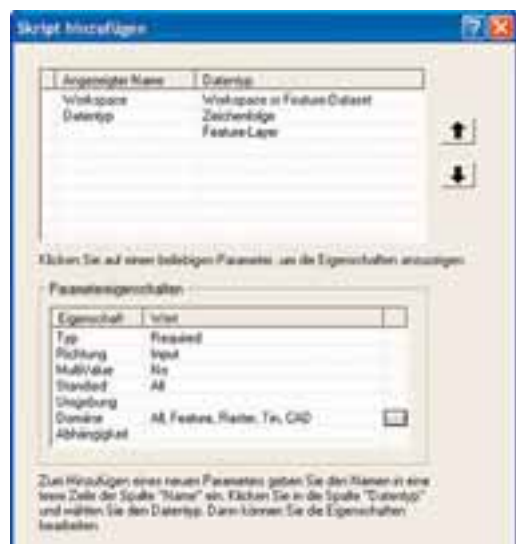 Skript hinzufügen
Angezeigter Name Datentyp
Workspace Workspace or Feature-Dataset
Datentyp Zeichenfolge
Feature-Layer
Klicken Sie auf einen beliebigen Parameter, um die Eigenschaften anzuzeigen.
Parametereigenschaften
Eigenschaft Wert
Typ Required
Richtung Input
MultiValue No
Standard All
Umgebung
Domäne All, Feature, Raster, Tin, CAD
Abhängigkeit
Zum Hinzufügen eines neuen Parameters geben Sie den Namen in eine
leere Zeile der Spalte "Name" ein. Klicken Sie in die Spalte "Datentyp"
und wählen Sie den Datentyp. Dann können Sie die Eigenschaften
bearbeiten.